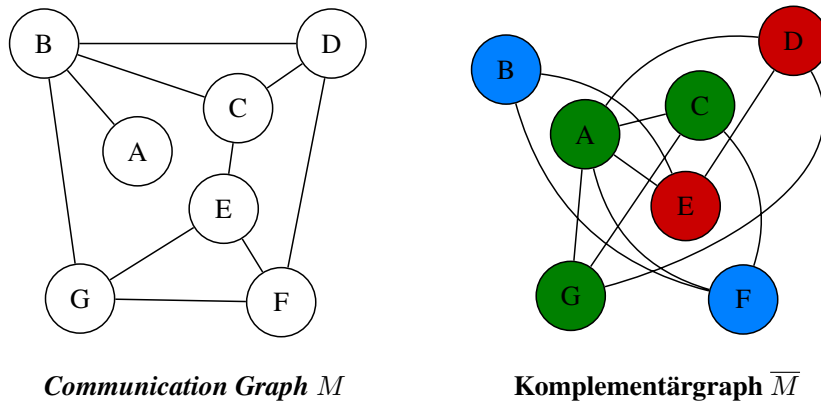 B
D
C
A
E
G
F
Communication Graph M
D
B
C
A
E
G
F
Komplementärgraph M̅